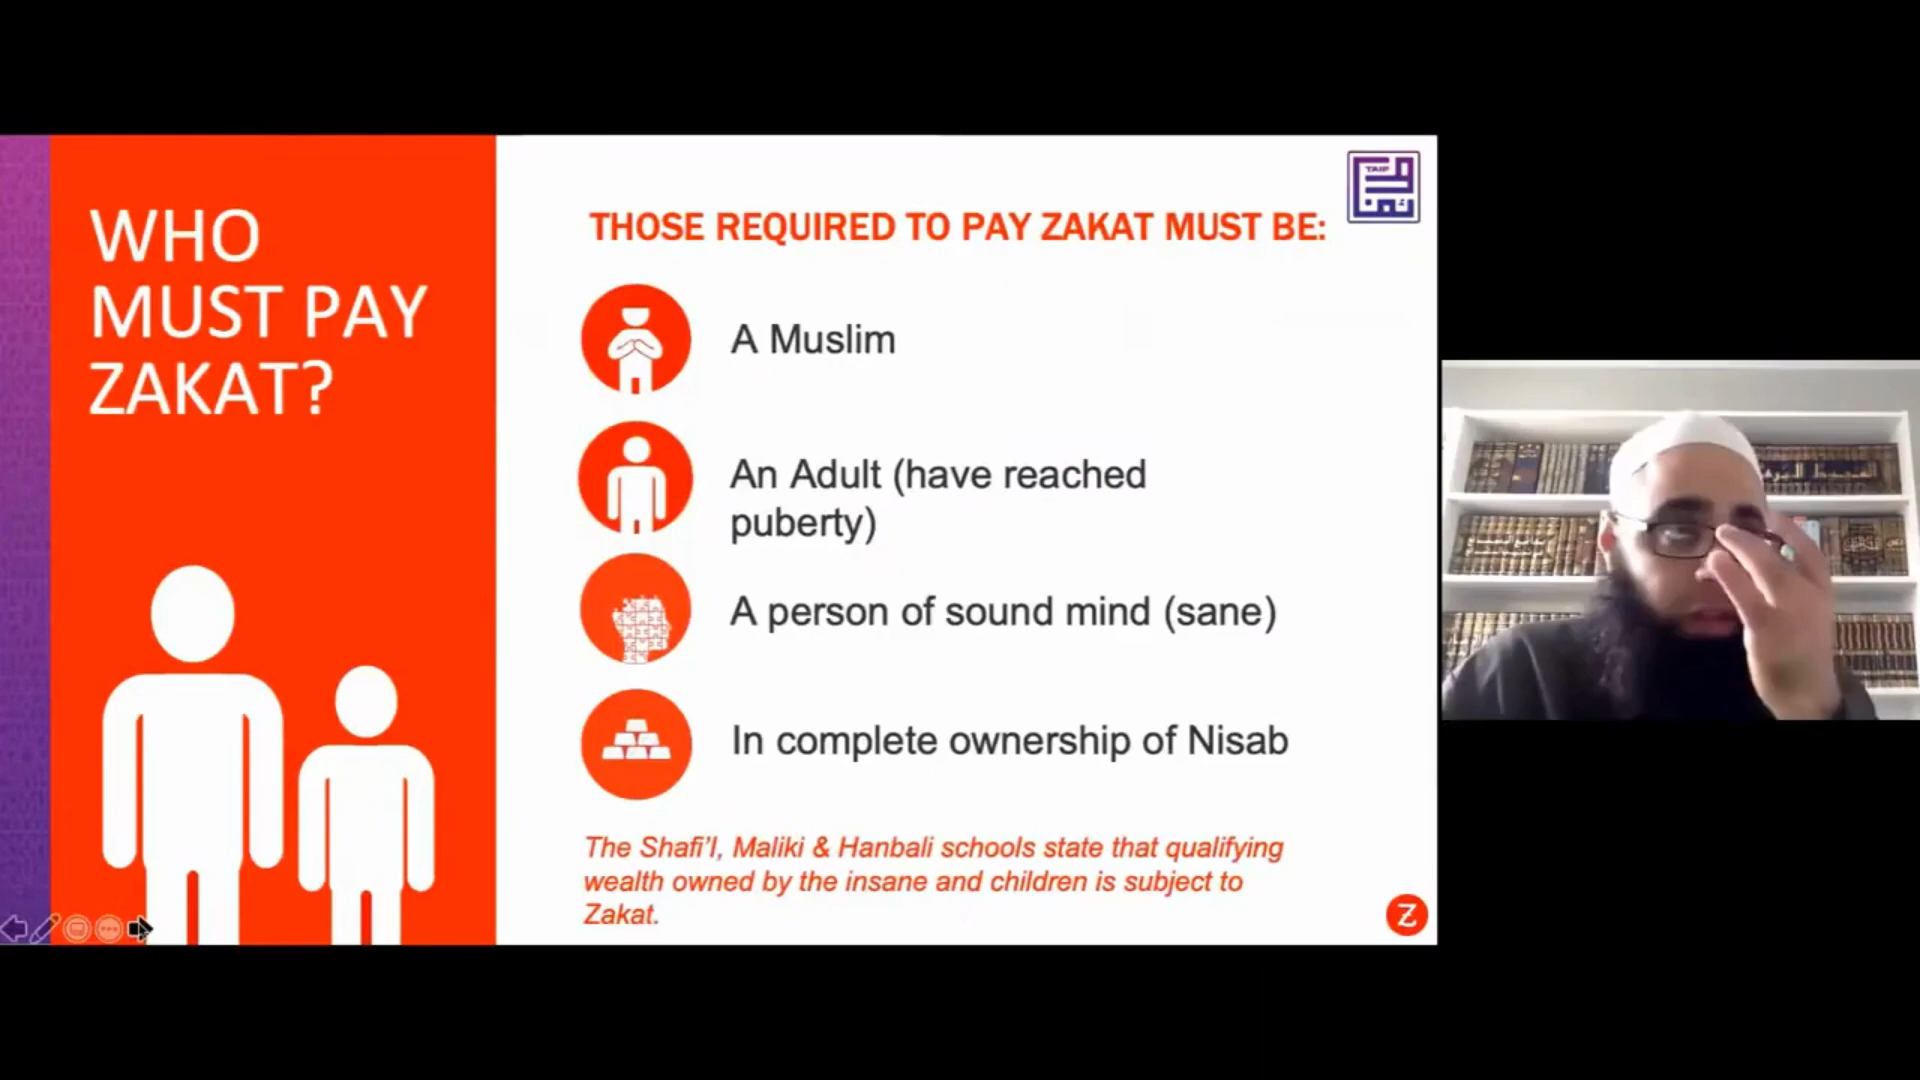 WHO
MUST PAY
ZAKAT?
TAIF
THOSE REQUIRED TO PAY ZAKAT MUST BE:
A Muslim
An Adult (have reached
puberty)
A person of sound mind (sane)
In complete ownership of Nisab
The Shafi'I, Maliki & Hanbali schools state that qualifying
wealth owned by the insane and children is subject to
Zakat.
Z